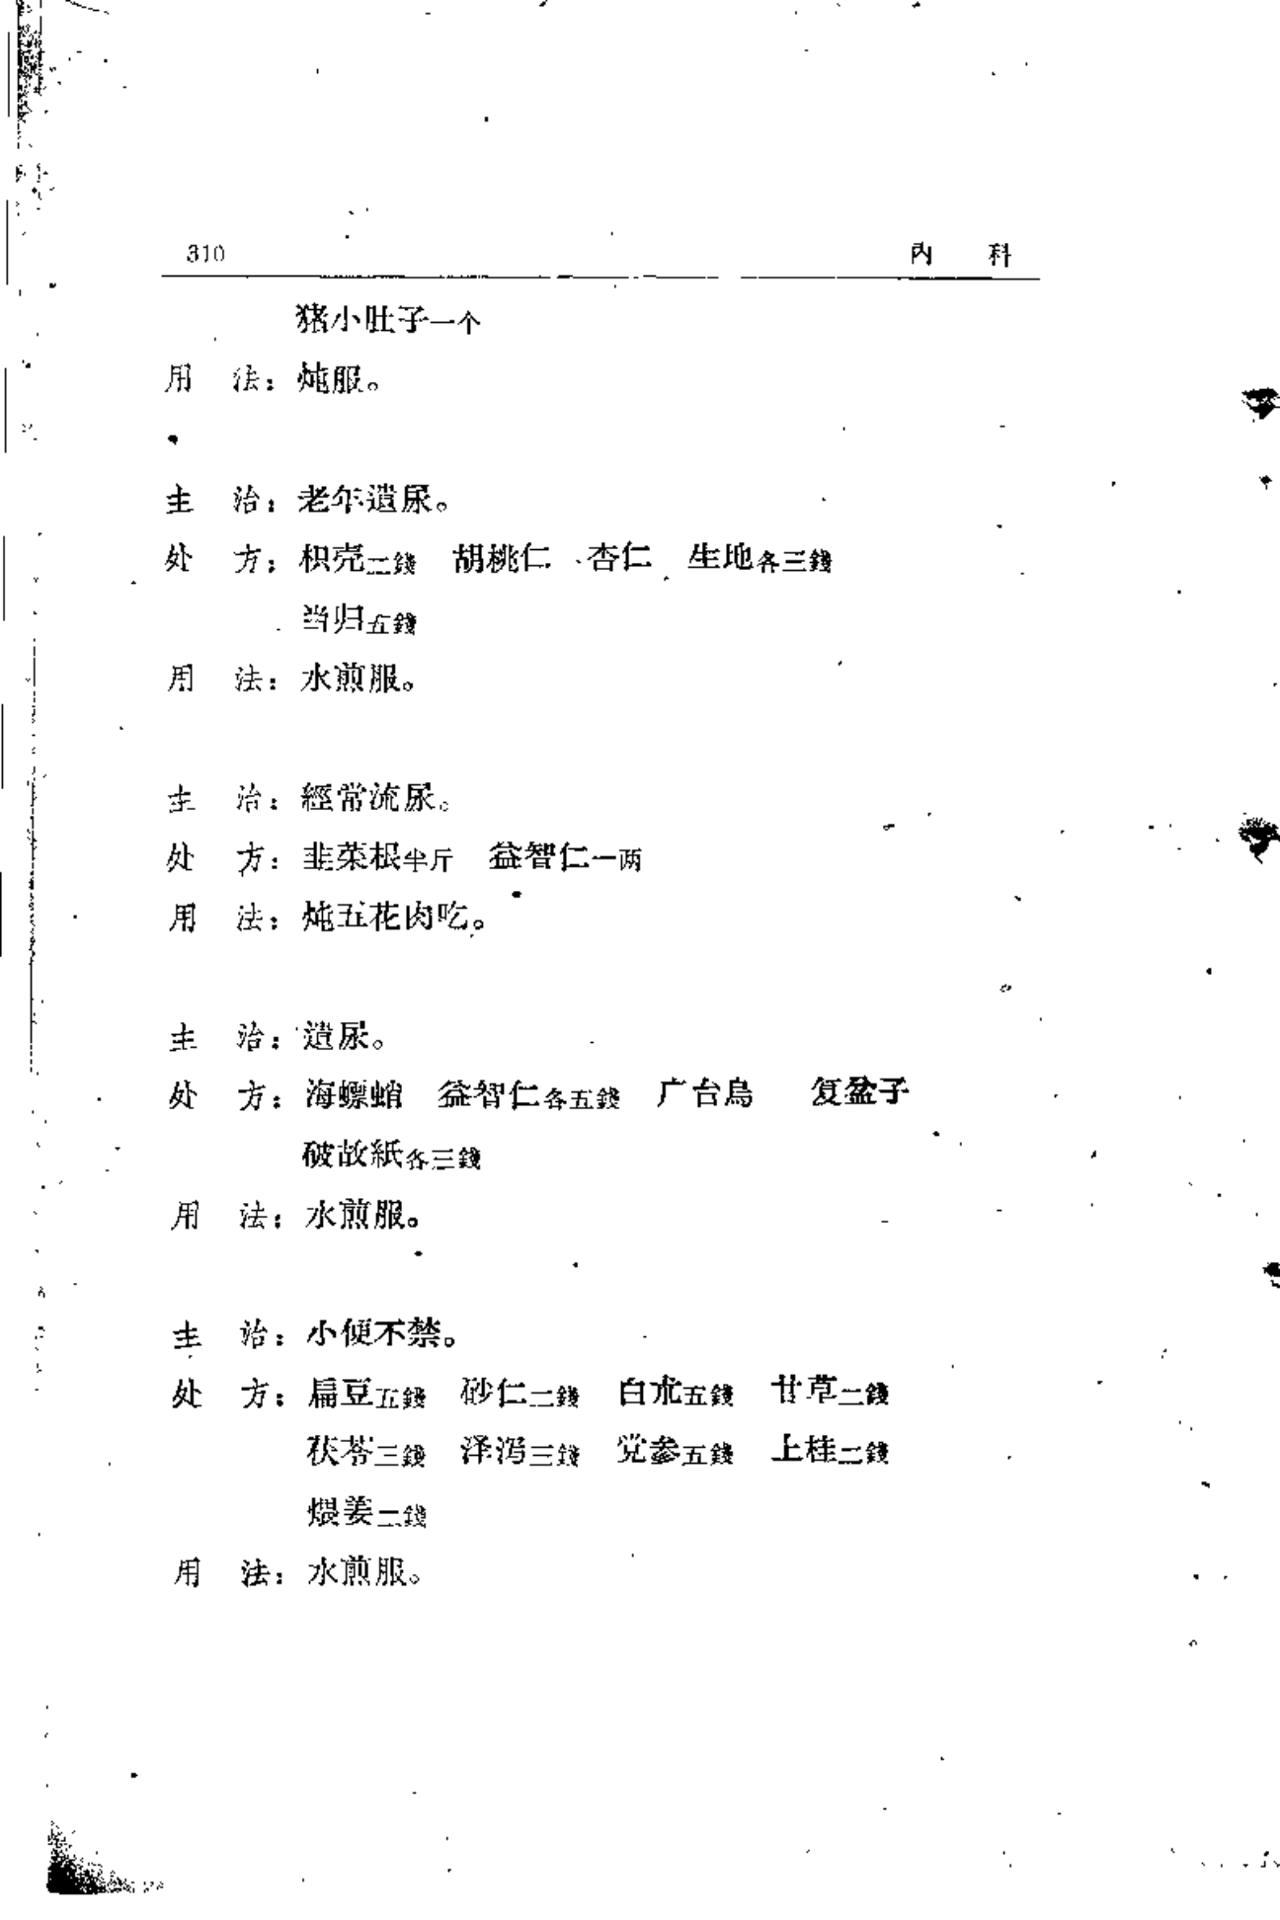 310 内 科
猪小肚子一个
用 法：炖服。
主 治：老年遺尿。
处 方：枳壳二錢 胡桃仁 杏仁 生地各三錢
当归五錢
用 法：水煎服。
主 治：經常流尿。
处 方：韭菜根半斤 益智仁一两
用 法：炖五花肉吃。
主 治：遺尿。
处 方：海螵蛸 益智仁各五錢 广台烏 复盆子
破故紙各三錢
用 法：水煎服。
主 治：小便不禁。
处 方：扁豆五錢 砂仁二錢 白朮五錢 甘草二錢
茯苓三錢 泽泻三錢 党参五錢 上桂二錢
煨姜二錢
用 法：水煎服。